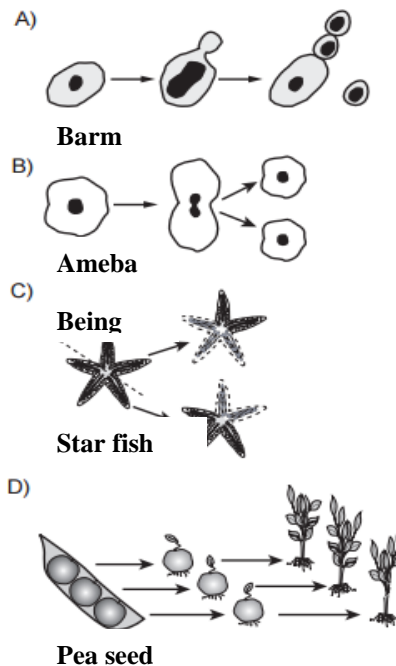 A)
Barm
B)
Ameba
C)
Being
Star fish
D)
Pea seed